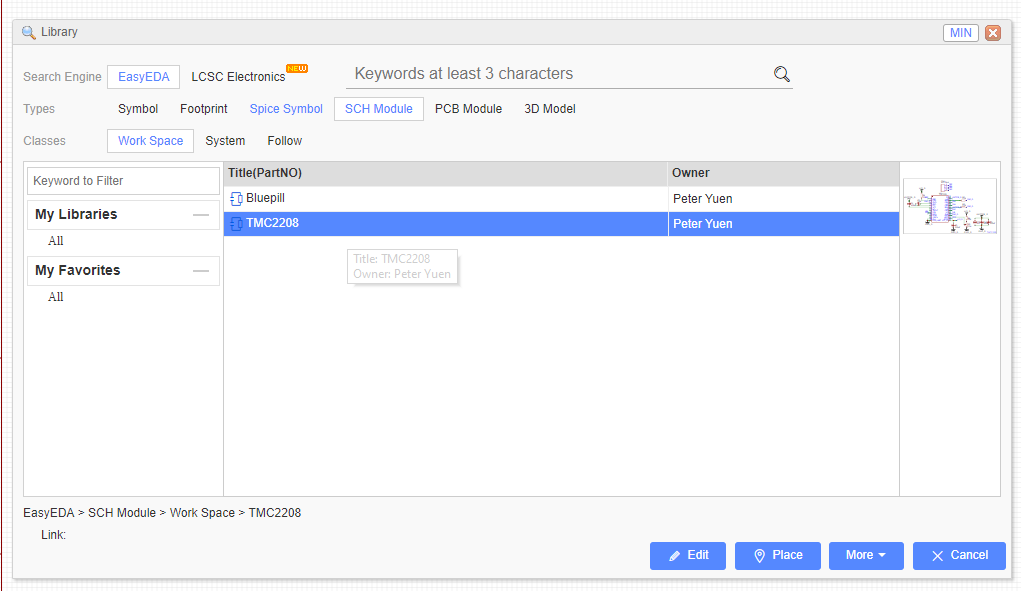 Library MIN
Search Engine EasyEDA LCSC Electronics NEW Keywords at least 3 characters
Types Symbol Footprint Spice Symbol SCH Module PCB Module 3D Model
Classes Work Space System Follow
Keyword to Filter
My Libraries
All
My Favorites
All
Title(PartNO) Owner
Bluepill Peter Yuen
TMC2208 Peter Yuen
Title: TMC2208
Owner: Peter Yuen
EasyEDA > SCH Module > Work Space > TMC2208
Link:
Edit Place More Cancel